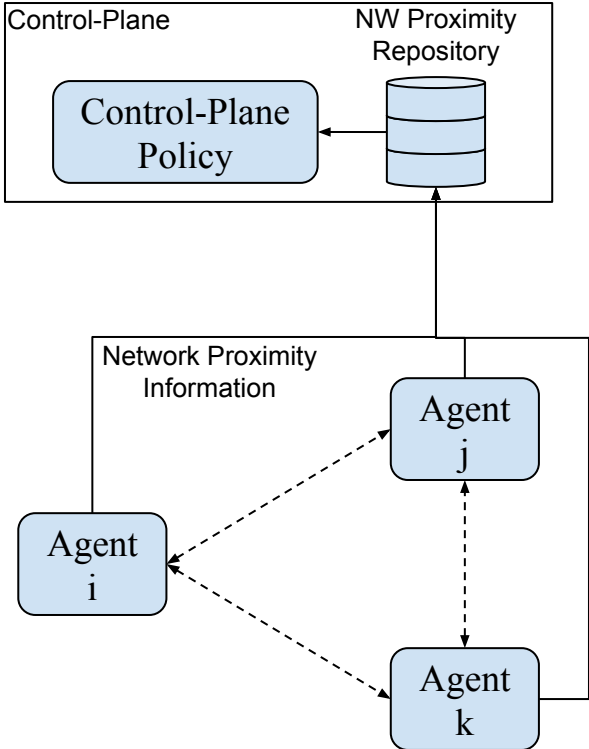 Control-Plane
NW Proximity
Repository
Control-Plane
Policy
Network Proximity
Information
Agent
j
Agent
i
Agent
k